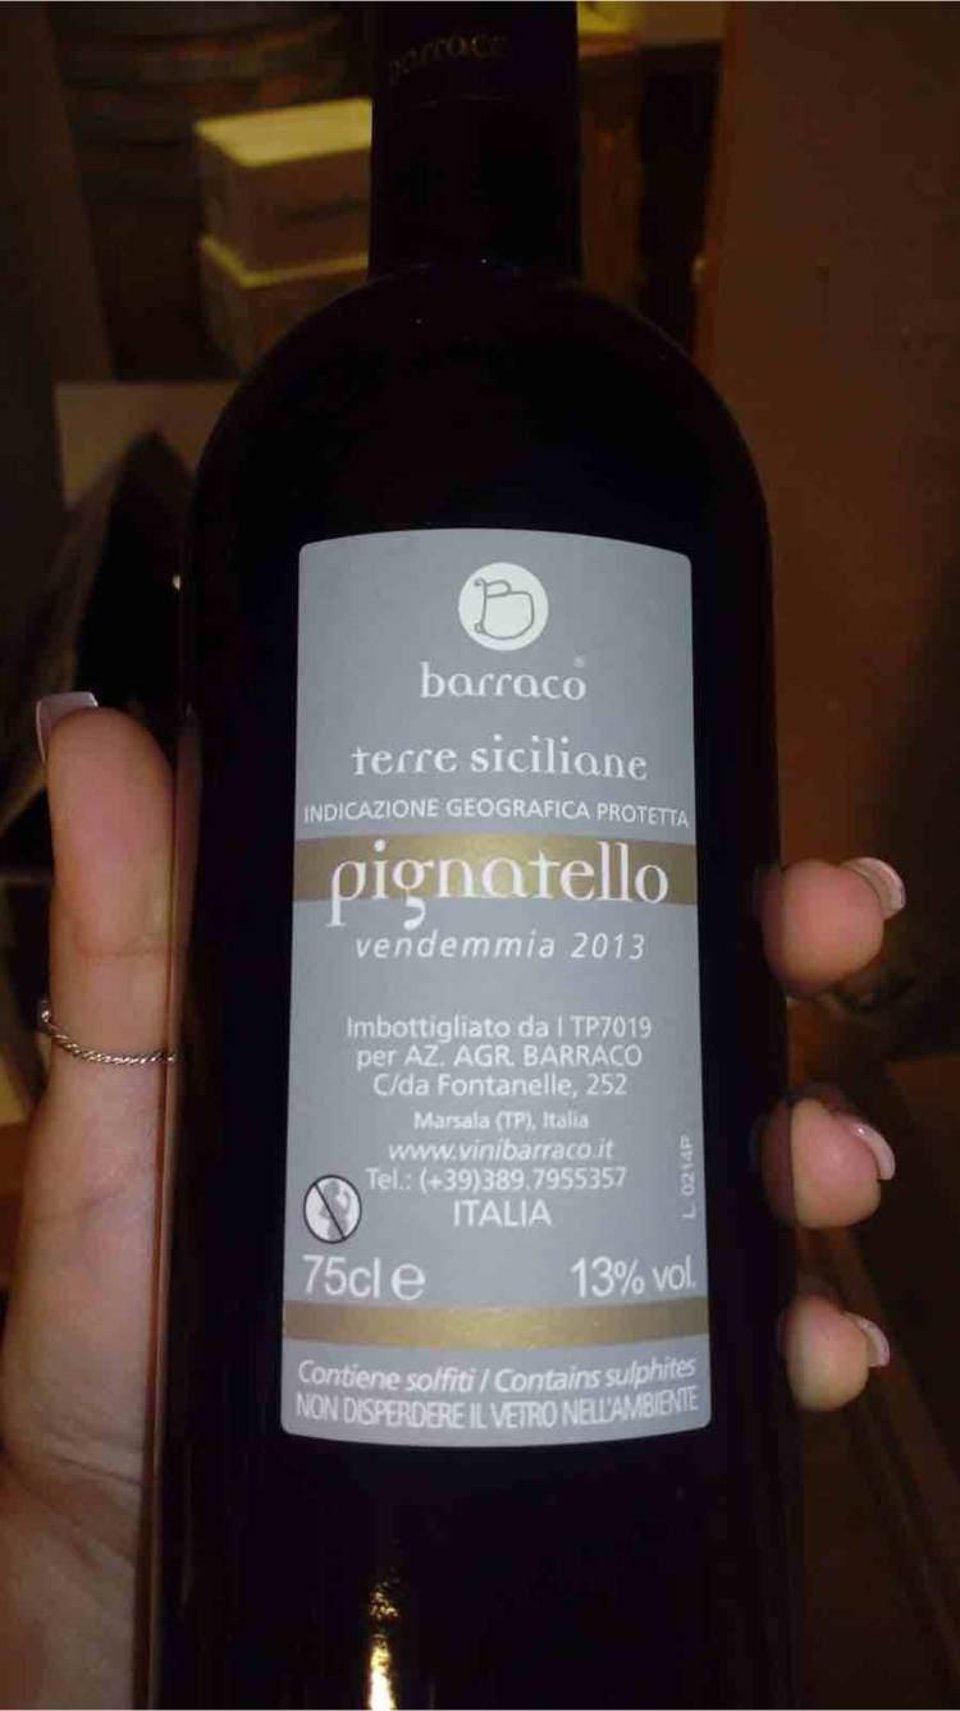 barraco
barraco®
terre siciliane
INDICAZIONE GEOGRAFICA PROTETTA
pignatello
vendemmia 2013
Imbottigliato da I TP7019
per AZ. AGR. BARRACO
C/da Fontanelle, 252
Marsala (TP), Italia
www.vinibarraco.it
Tel.: (+39)389.7955357
ITALIA
L. 0214P
75cl e 13% vol.
Contiene solfiti / Contains sulphites
NON DISPERDERE IL VETRO NELL'AMBIENTE